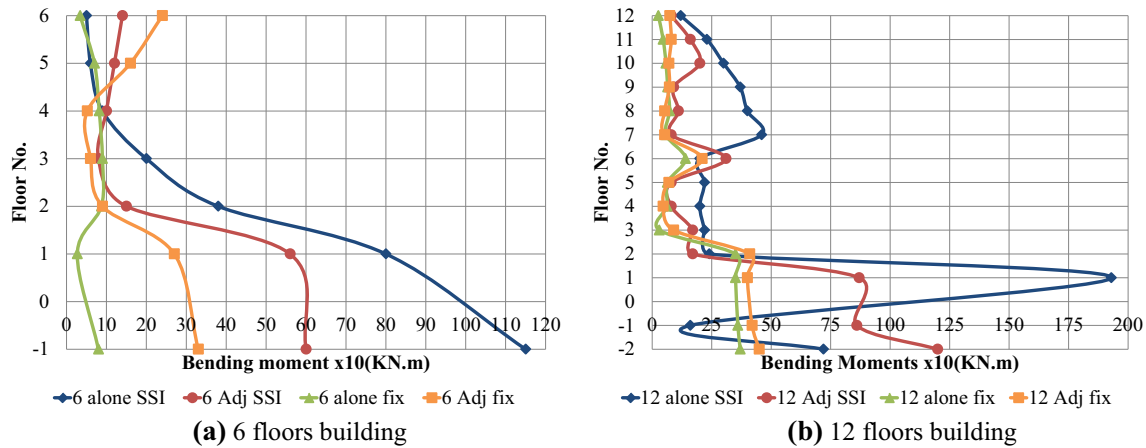 6
5
4
3
2
1
0
-1
Floor No.
0 10 20 30 40 50 60 70 80 90 100 110 120
Bending moment x10(KN.m)
6 alone SSI 6 Adj SSI 6 alone fix 6 Adj fix
(a) 6 floors building
12
11
10
9
8
7
6
5
4
3
2
1
0
-1
-2
Floor No.
0 25 50 75 100 125 150 175 200
Bending Moments x10(KN.m)
12 alone SSI 12 Adj SSI 12 alone fix 12 Adj fix
(b) 12 floors building